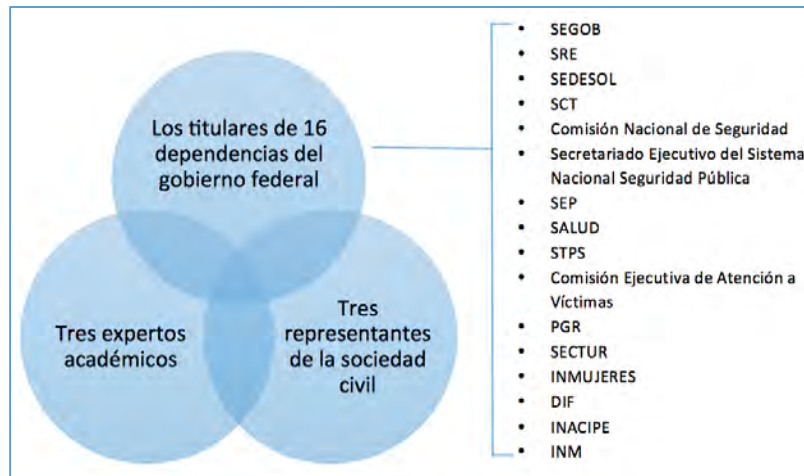 Los titulares de 16
dependencias del
gobierno federal
Tres expertos
académicos
Tres
representantes
de la sociedad
civil
• SEGOB
• SRE
• SEDESOL
• SCT
• Comisión Nacional de Seguridad
• Secretariado Ejecutivo del Sistema
Nacional Seguridad Pública
• SEP
• SALUD
• STPS
• Comisión Ejecutiva de Atención a
Víctimas
• PGR
• SECTUR
• INMUJERES
• DIF
• INACIPE
• INM